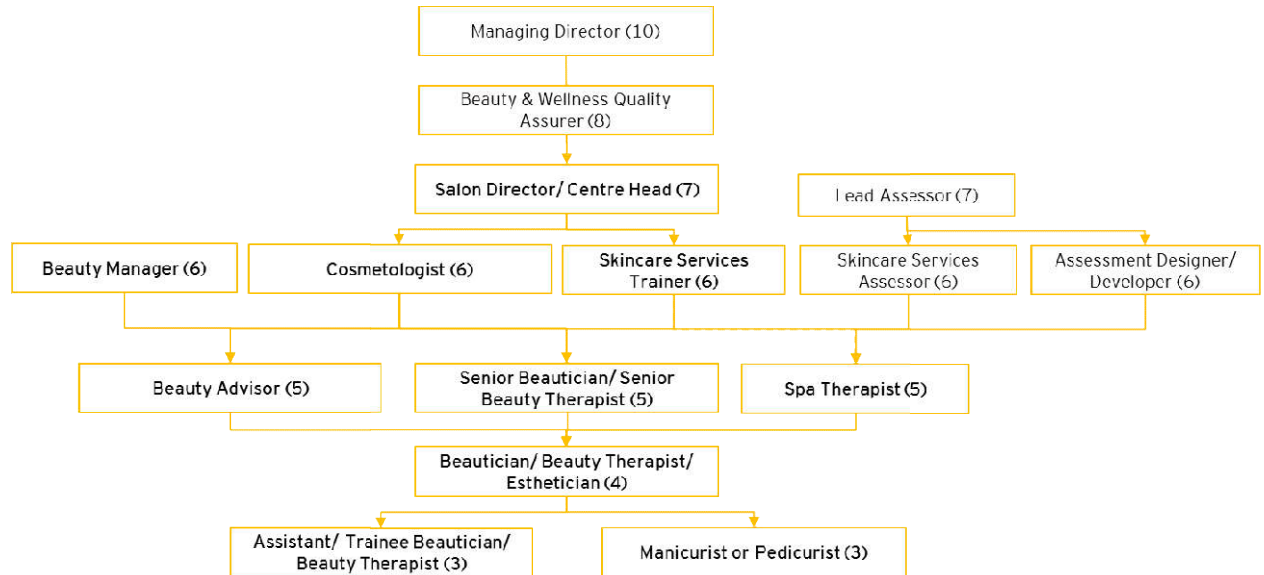 Managing Director (10)
Beauty & Wellness Quality
Assurer (8)
Salon Director/ Centre Head (7)
Lead Assessor (7)
Beauty Manager (6)
Cosmetologist (6)
Skincare Services
Trainer (6)
Skincare Services
Assessor (6)
Assessment Designer/
Developer (6)
Beauty Advisor (5)
Senior Beautician/ Senior
Beauty Therapist (5)
Spa Therapist (5)
Beautician/ Beauty Therapist/
Esthetician (4)
Assistant/ Trainee Beautician/
Beauty Therapist (3)
Manicurist or Pedicurist (3)